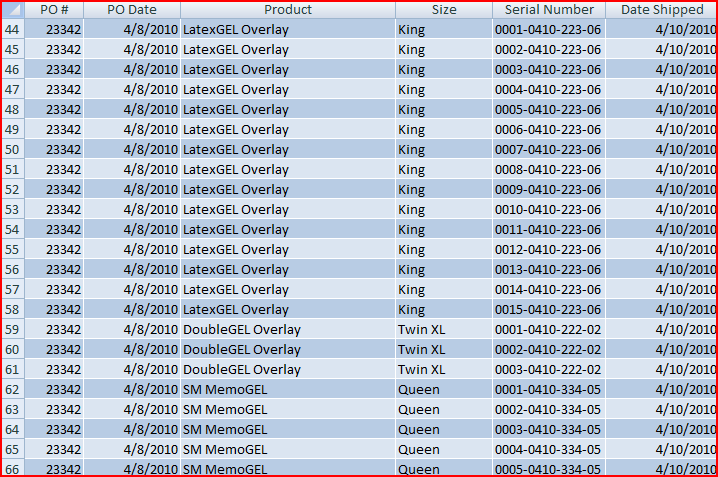 PO # PO Date Product Size Serial Number Date Shipped
44 23342 4/8/2010 LatexGEL Overlay King 0001-0410-223-06 4/10/2010
45 23342 4/8/2010 LatexGEL Overlay King 0002-0410-223-06 4/10/2010
46 23342 4/8/2010 LatexGEL Overlay King 0003-0410-223-06 4/10/2010
47 23342 4/8/2010 LatexGEL Overlay King 0004-0410-223-06 4/10/2010
48 23342 4/8/2010 LatexGEL Overlay King 0005-0410-223-06 4/10/2010
49 23342 4/8/2010 LatexGEL Overlay King 0006-0410-223-06 4/10/2010
50 23342 4/8/2010 LatexGEL Overlay King 0007-0410-223-06 4/10/2010
51 23342 4/8/2010 LatexGEL Overlay King 0008-0410-223-06 4/10/2010
52 23342 4/8/2010 LatexGEL Overlay King 0009-0410-223-06 4/10/2010
53 23342 4/8/2010 LatexGEL Overlay King 0010-0410-223-06 4/10/2010
54 23342 4/8/2010 LatexGEL Overlay King 0011-0410-223-06 4/10/2010
55 23342 4/8/2010 LatexGEL Overlay King 0012-0410-223-06 4/10/2010
56 23342 4/8/2010 LatexGEL Overlay King 0013-0410-223-06 4/10/2010
57 23342 4/8/2010 LatexGEL Overlay King 0014-0410-223-06 4/10/2010
58 23342 4/8/2010 LatexGEL Overlay King 0015-0410-223-06 4/10/2010
59 23342 4/8/2010 DoubleGEL Overlay Twin XL 0001-0410-222-02 4/10/2010
60 23342 4/8/2010 DoubleGEL Overlay Twin XL 0002-0410-222-02 4/10/2010
61 23342 4/8/2010 DoubleGEL Overlay Twin XL 0003-0410-222-02 4/10/2010
62 23342 4/8/2010 SM MemoGEL Queen 0001-0410-334-05 4/10/2010
63 23342 4/8/2010 SM MemoGEL Queen 0002-0410-334-05 4/10/2010
64 23342 4/8/2010 SM MemoGEL Queen 0003-0410-334-05 4/10/2010
65 23342 4/8/2010 SM MemoGEL Queen 0004-0410-334-05 4/10/2010
66 23342 4/8/2010 SM MemoGEL Queen 0005-0410-334-05 4/10/2010